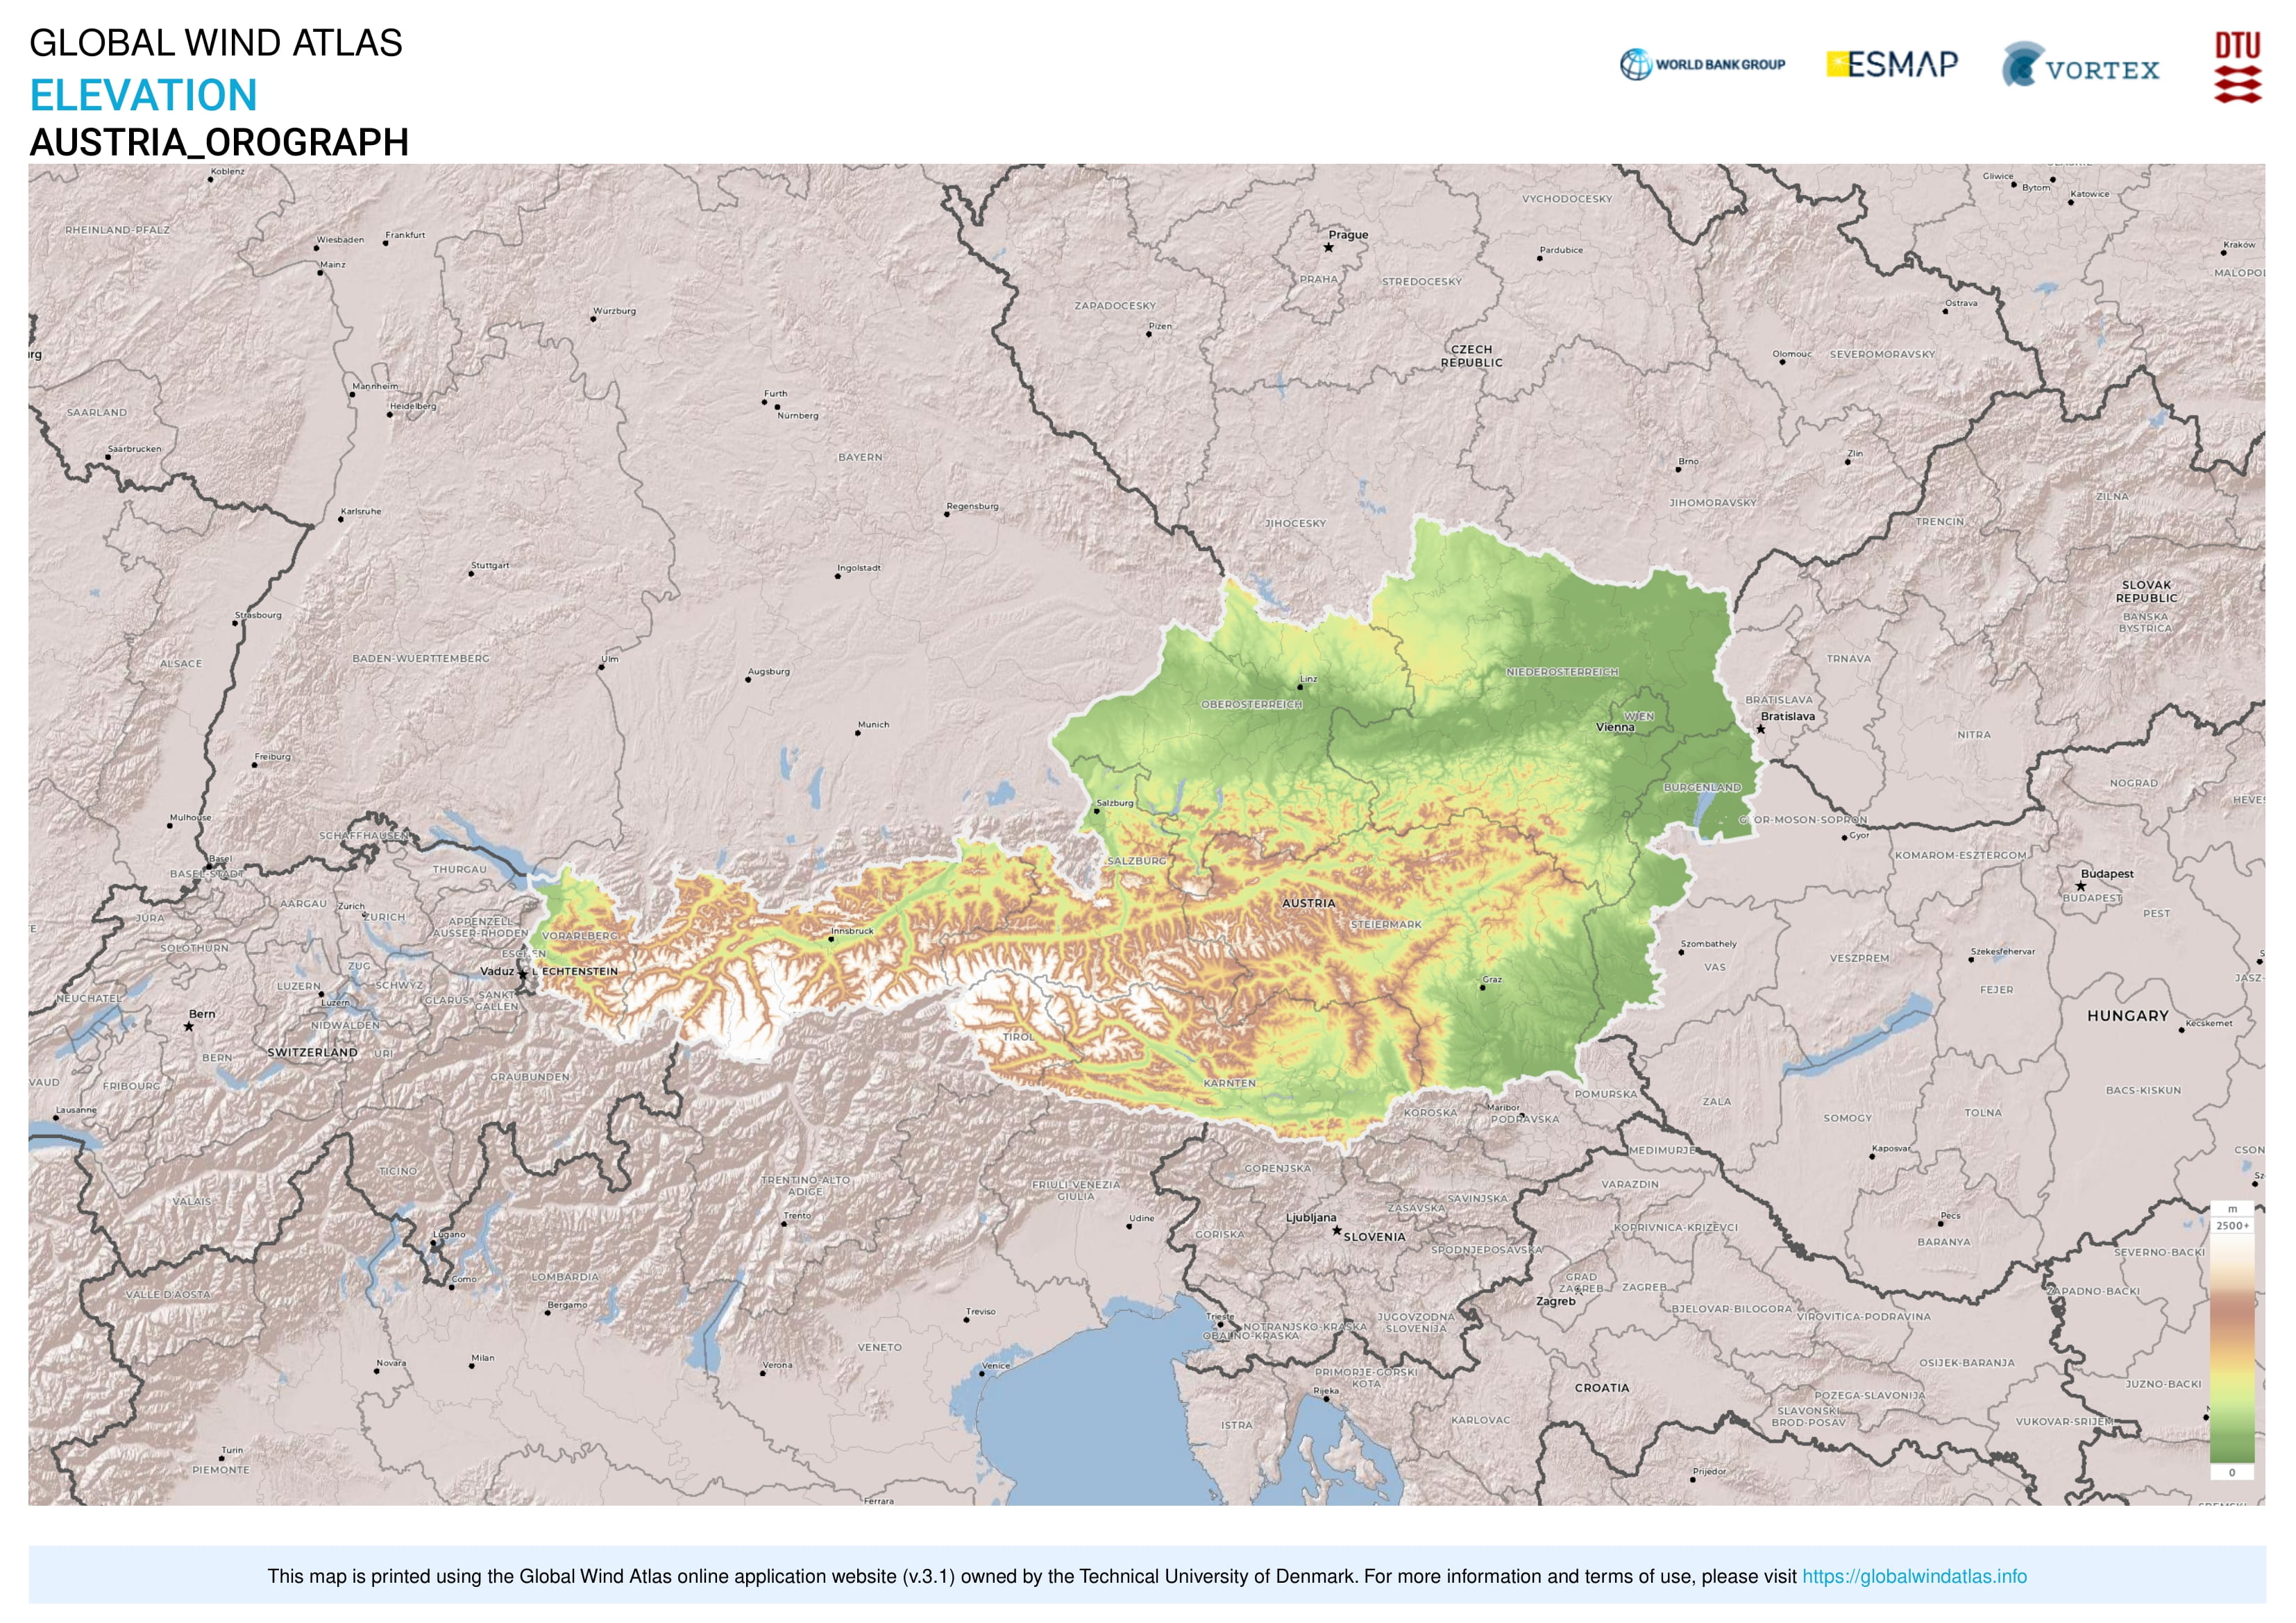 GLOBAL WIND ATLAS
ELEVATION
AUSTRIA_OROGRAPH
WORLD BANK GROUP
ESMAP
VORTEX
DTU
Koblenz
RHEINLAND-PFALZ
Wiesbaden
Frankfurt
Mainz
Wurzburg
Mannheim
Heidelberg
SAARLAND
Saarbrucken
Furth
Nürnberg
BAYERN
Karlsruhe
Regensburg
Stuttgart
Ingolstadt
Strasbourg
ALSACE
BADEN-WUERTTEMBERG
Ulm
Augsburg
Munich
Freiburg
Mulhouse
Basel
BASEL-STADT
SCHAFFHAUSEN
THURGAU
Prague
PRAHA
STREDOCESKY
VYCHODOCESKY
Pardubice
ZAPADOCESKY
Plzen
CZECH
REPUBLIC
Olomouc
SEVEROMORAVSKY
Ostrava
Gliwice
Bytom
Katowice
Kraków
MALOPOL
Brno
Zlin
JIHOMORAVSKY
JIHOCESKY
ZILNA
TRENCIN
SLOVAK
REPUBLIC
BANSKA
BYSTRICA
TRNAVA
BRATISLAVA
Bratislava
NITRA
NIEDEROSTERREICH
Linz
OBEROSTERREICH
WIEN
Vienna
BURGENLAND
GYOR-MOSON-SOPRON
Gyor
NOGRAD
HEVE
KOMAROM-ESZTERGOM
Budapest
BUDAPEST
PEST
Salzburg
SALZBURG
AUSTRIA
STEIERMARK
Innsbruck
VORARLBERG
Graz
TIROL
KARNTEN
JURA
AARGAU
Zurich
ZURICH
APPENZELL
AUSSER-RHODEN
SOLOTHURN
ZUG
LUZERN
Luzern
SCHWYZ
GLARUS
SANKT
GALLEN
Vaduz
LIECHTENSTEIN
NEUCHATEL
Bern
NIDWALDEN
SWITZERLAND
URI
BERN
GRAUBUNDEN
VAUD
FRIBOURG
Lausanne
TICINO
VALAIS
Lugano
Como
LOMBARDIA
Bergamo
VALLE D'AOSTA
Novara
Milan
Turin
PIEMONTE
TRENTINO-ALTO
ADIGE
Trento
FRIULI-VENEZIA
GIULIA
Udine
Treviso
VENETO
Verona
Venice
Ferrara
Szombathely
VAS
VESZPREM
Szekesfehervar
FEJER
JASZ-
HUNGARY
Kecskemet
BACS-KISKUN
ZALA
SOMOGY
TOLNA
Kaposvar
CSON
Pecs
BARANYA
KOROSKA
Maribor
PODRAVSKA
POMURSKA
MEDIMURJE
GORENJSKA
SAVINJSKA
VARAZDIN
ZASAVSKA
Ljubljana
SLOVENIA
GORISKA
SPODNJEPOSAVSKA
KOPRIVNICA-KRIZEVCI
GRAD
ZAGREB
ZAGREB
Zagreb
BJELOVAR-BILOGORA
VIROVITICA-PODRAVINA
Trieste
NOTRANJSKO-KRASKA
OBALNO-KRASKA
JUGOVZODNA
SLOVENIJA
PRIMORJE-GORSKI
KOTA
Rijeka
ISTRA
CROATIA
KARLOVAC
OSIJEK-BARANJA
POZEGA-SLAVONIJA
SLAVONSKI
BROD-POSAV
VUKOVAR-SRIJEM
Prijedor
SEVERNO-BACKI
ZAPADNO-BACKI
JUZNO-BACKI
m
2500+
0
This map is printed using the Global Wind Atlas online application website (v.3.1) owned by the Technical University of Denmark. For more information and terms of use, please visit https://globalwindatlas.info